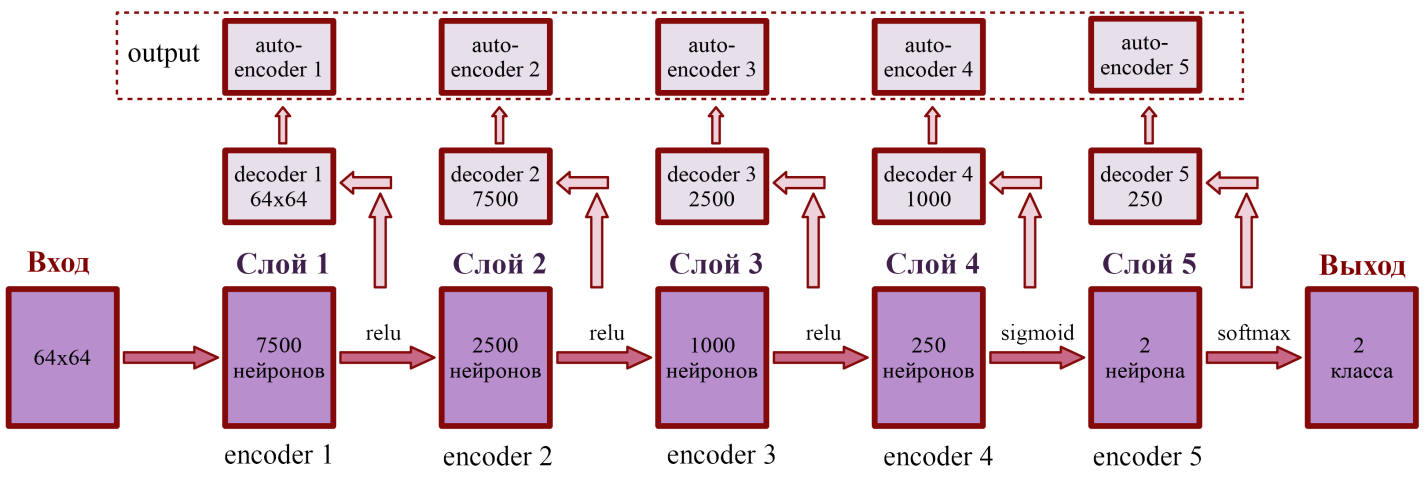 output
auto-
encoder 1
auto-
encoder 2
auto-
encoder 3
auto-
encoder 4
auto-
encoder 5
decoder 1
64x64
decoder 2
7500
decoder 3
2500
decoder 4
1000
decoder 5
250
Вход
Слой 1
Слой 2
Слой 3
Слой 4
Слой 5
Выход
64x64
7500
нейронов
relu
2500
нейронов
relu
1000
нейронов
relu
250
нейронов
sigmoid
2
нейрона
softmax
2
класса
encoder 1
encoder 2
encoder 3
encoder 4
encoder 5